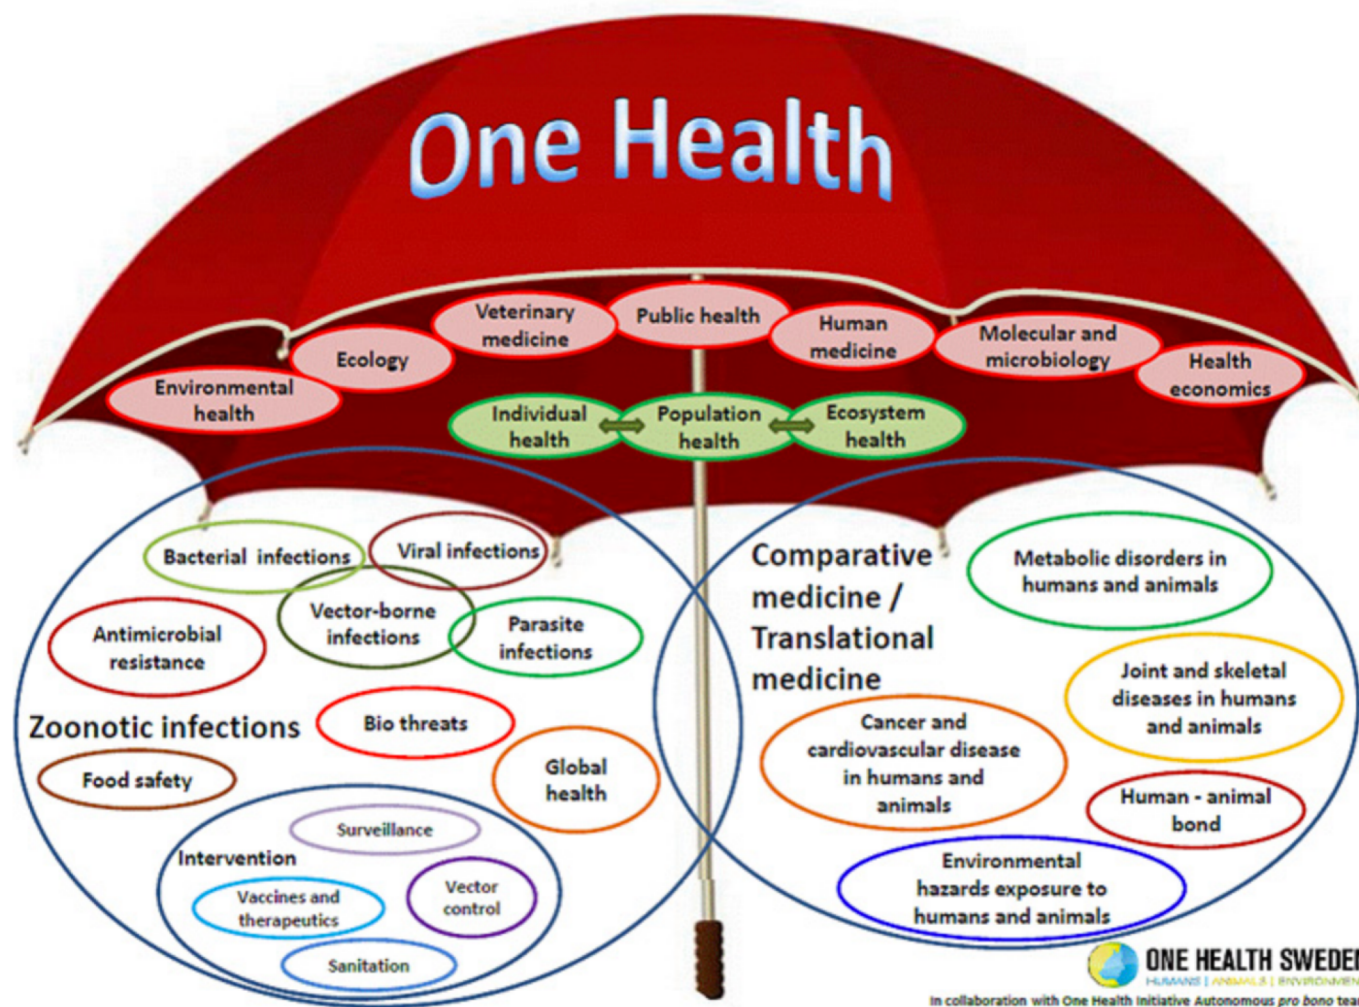 One Health
Veterinary
medicine
Public health
Human
medicine
Molecular and
microbiology
Health
economics
Ecology
Environmental
health
Individual
health
Population
health
Ecosystem
health
Bacterial infections
Viral infections
Vector-borne
infections
Parasite
infections
Antimicrobial
resistance
Zoonotic infections
Bio threats
Food safety
Global
health
Intervention
Surveillance
Vaccines and
therapeutics
Vector
control
Sanitation
Comparative
medicine /
Translational
medicine
Metabolic disorders in
humans and animals
Joint and skeletal
diseases in humans
and animals
Cancer and
cardiovascular disease
in humans and
animals
Human - animal
bond
Environmental
hazards exposure to
humans and animals
ONE HEALTH SWEDEN
HUMANS | ANIMALS | ENVIRONMENT
In collaboration with One Health Initiative Autonomous pro bono tea